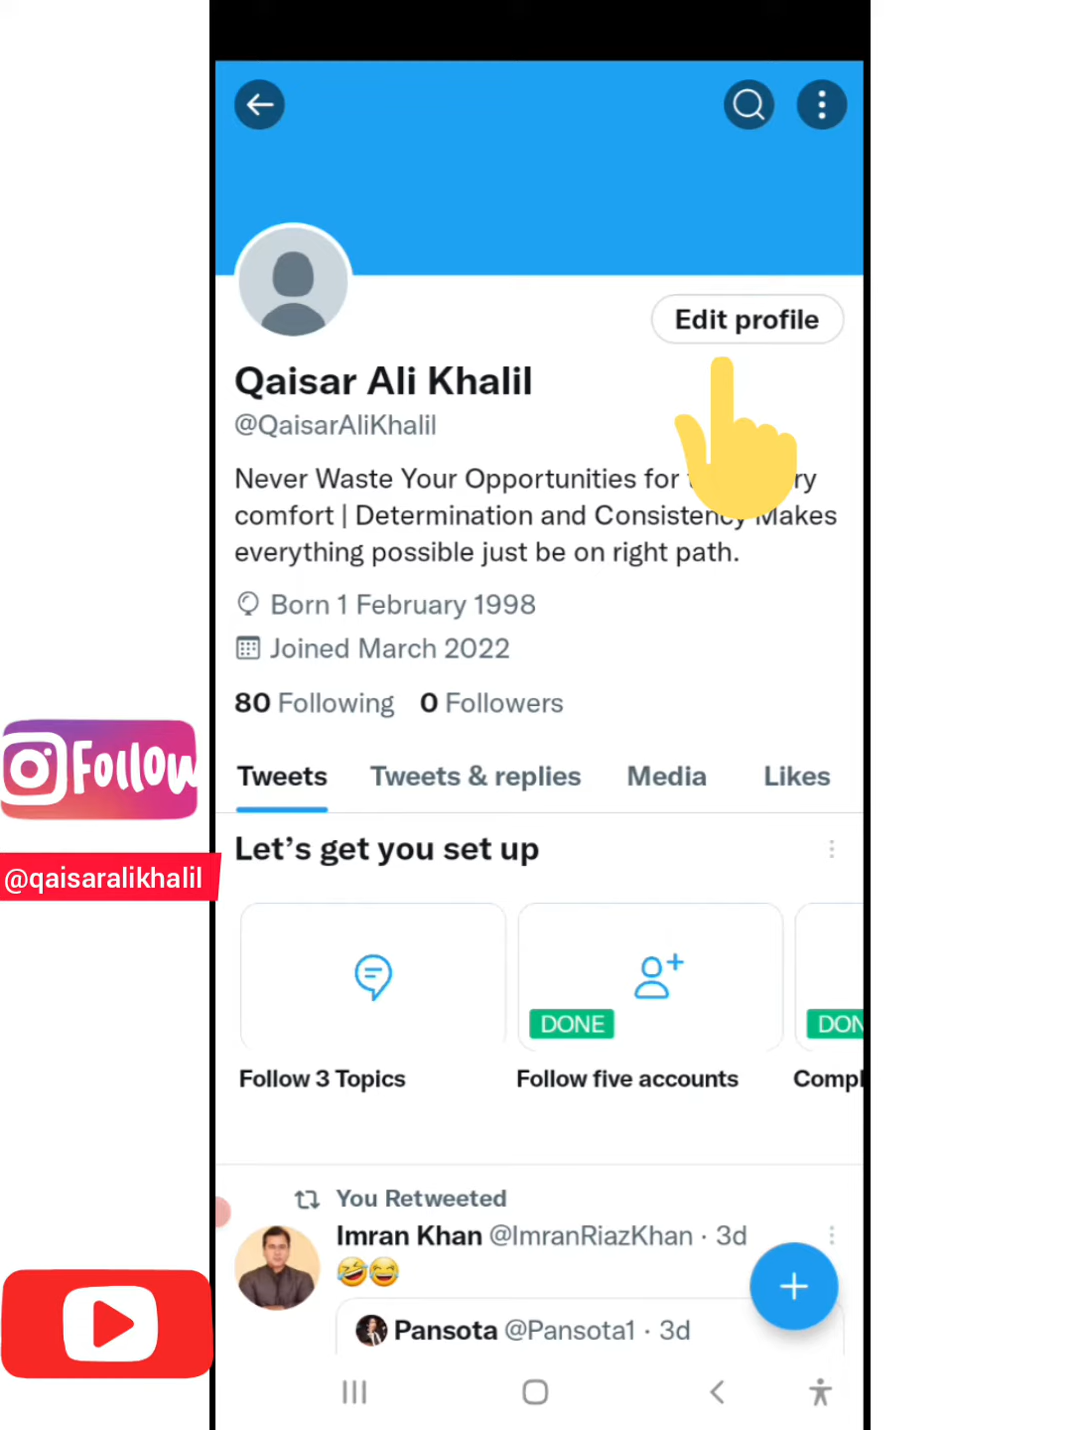 Edit profile
Qaisar Ali Khalil
@QaisarAliKhalil
Never Waste Your Opportunities for
comfort | Determination and Consistency Makes
everything possible just be on right path.
Born 1 February 1998
Joined March 2022
80 Following 0 Followers
Follow
Tweets Tweets & replies Media Likes
Let's get you set up
@qaisaralikhalil
DONE
Follow 3 Topics Follow five accounts
You Retweeted
Imran Khan @ImranRiazKhan · 3d
🤣😂
Pansota @Pansota1 · 3d